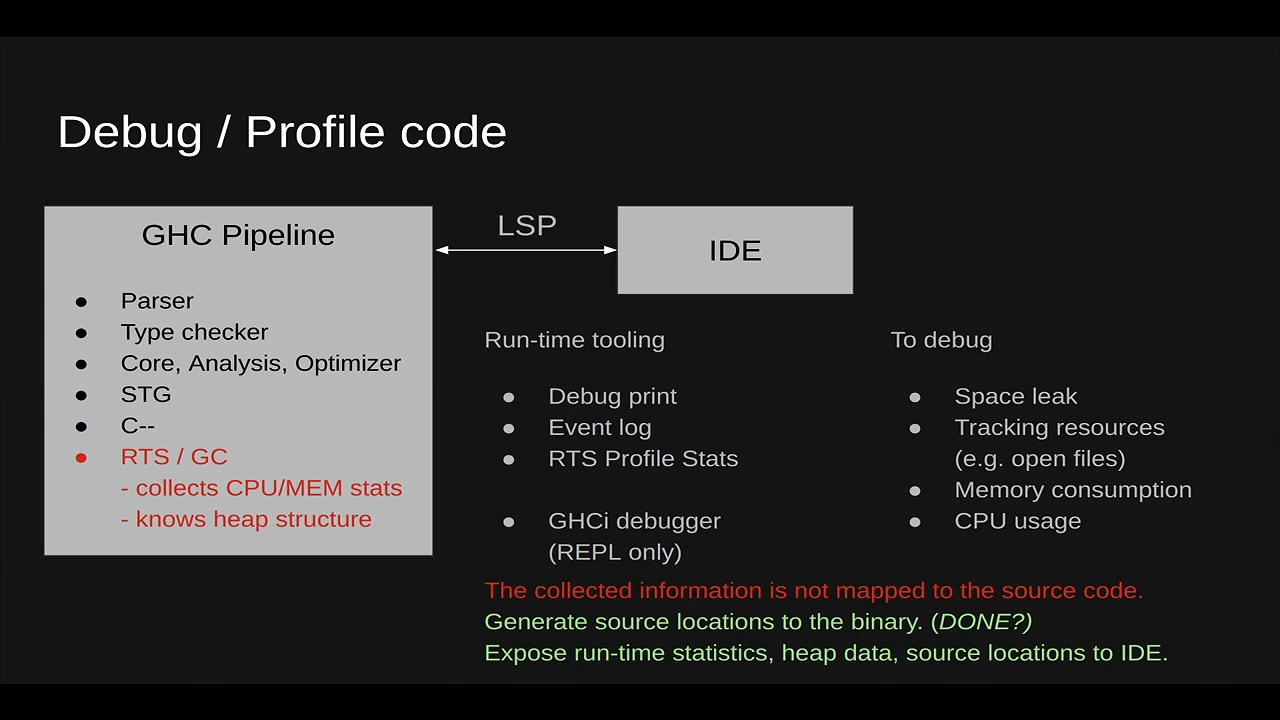 Debug / Profile code
GHC Pipeline
● Parser
● Type checker
● Core, Analysis, Optimizer
● STG
● C--
● RTS / GC
- collects CPU/MEM stats
- knows heap structure
LSP
IDE
Run-time tooling
● Debug print
● Event log
● RTS Profile Stats
● GHCi debugger
(REPL only)
To debug
● Space leak
● Tracking resources
(e.g. open files)
● Memory consumption
● CPU usage
The collected information is not mapped to the source code.
Generate source locations to the binary. (DONE?)
Expose run-time statistics, heap data, source locations to IDE.